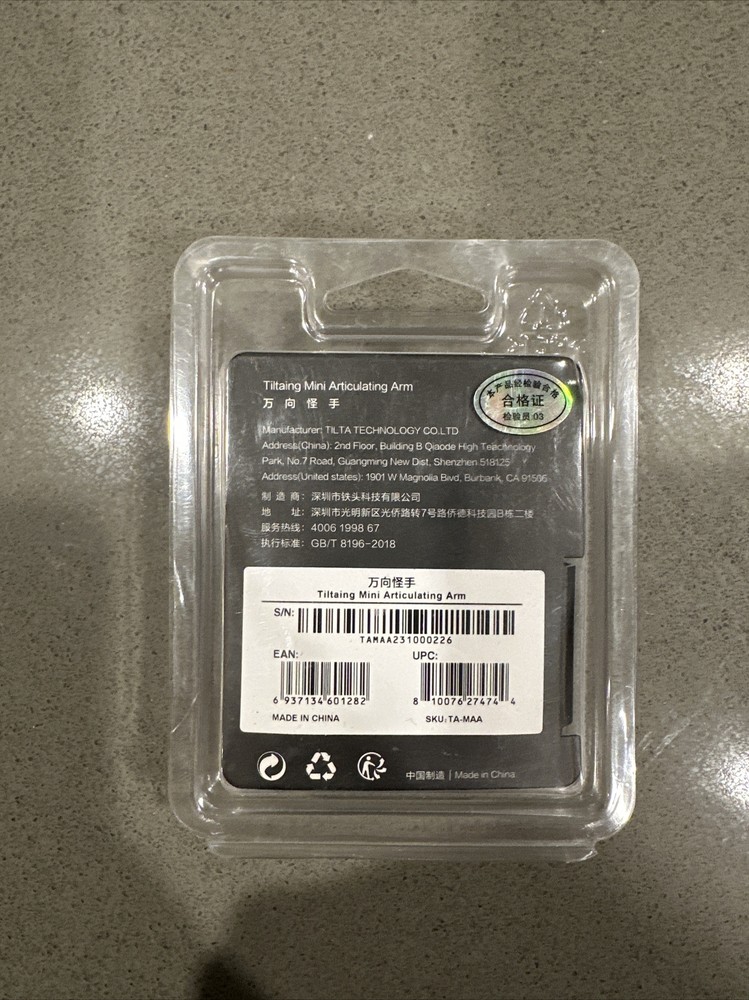 Tiltaing Mini Articulating Arm
万向怪手
本产品经检验合格
合格证
检验员 03
Manufacturer: TILTA TECHNOLOGY CO.LTD
Address(China): 2nd Floor, Building B Qiaode High Teachnology
Park, No.7 Road, Guangming New Dist, Shenzhen.518125
Address(United states): 1901 W Magnolia Bivd, Burbank, CA 91506
制造商：深圳市铁头科技有限公司
地址：深圳市光明新区光侨路转7号路侨德科技园B栋二楼
服务热线：4006 1998 67
执行标准：GB/T 8196-2018
万向怪手
Tiltaing Mini Articulating Arm
S/N:
TAMAA231000226
EAN: UPC:
6 937134 601282 8 10076 27474 4
MADE IN CHINA SKU:TA-MAA
中国制造 | Made in China